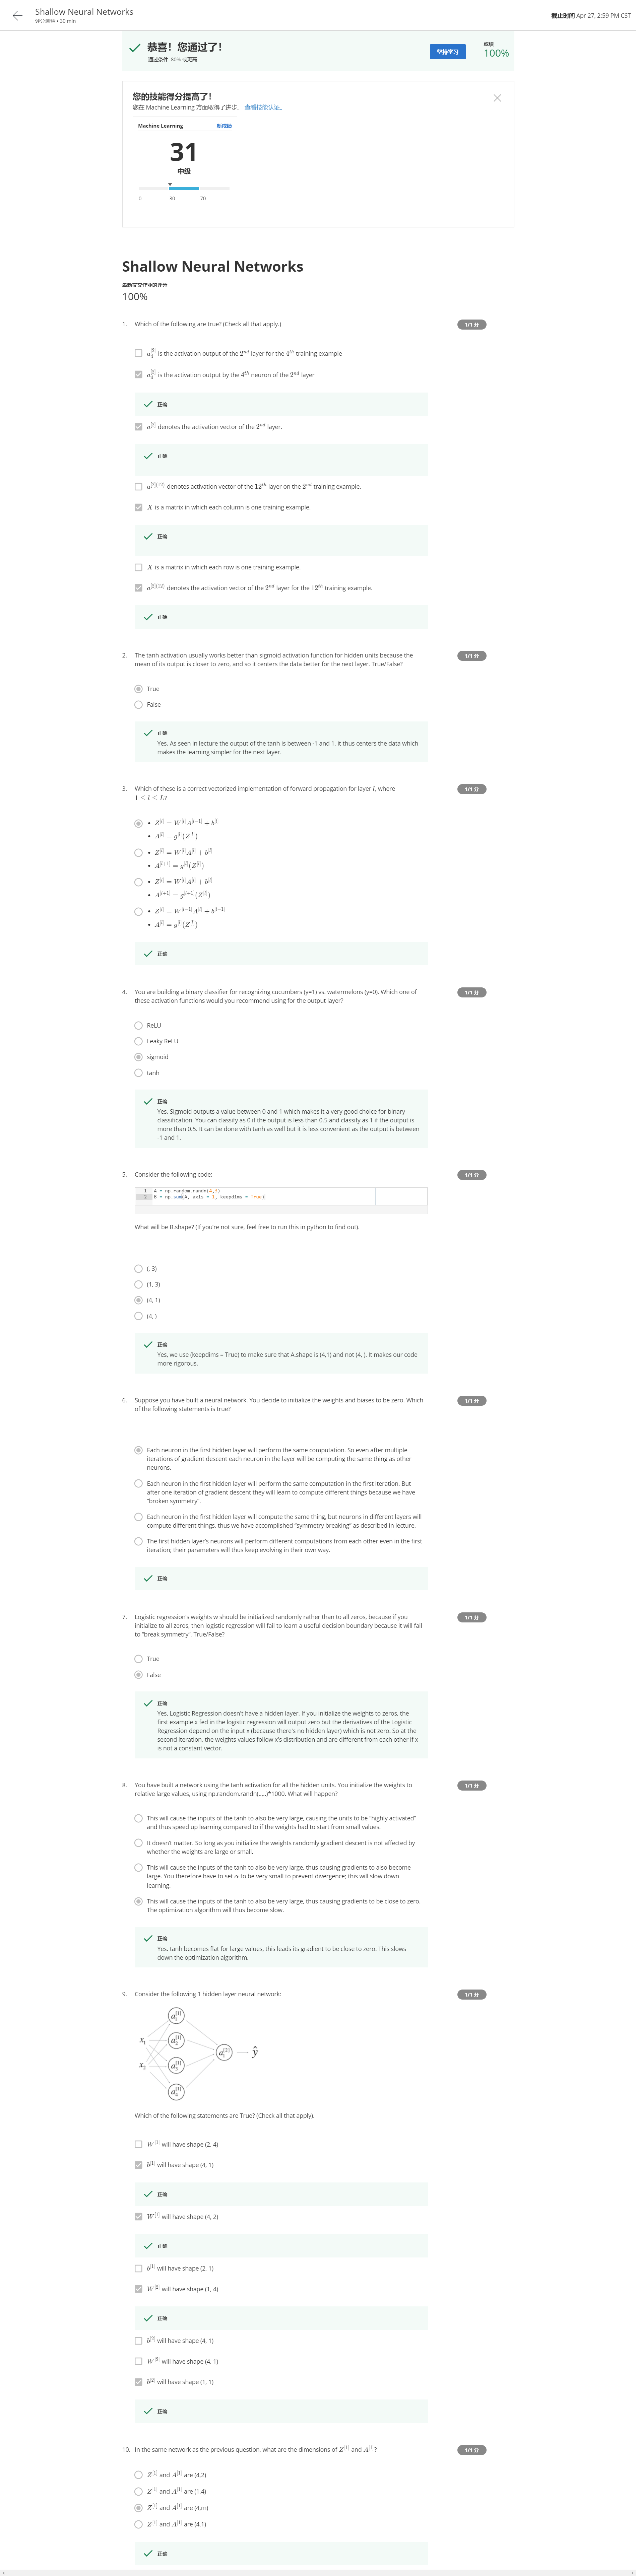 Shallow Neural Networks
评分测验 • 30 min
截止时间 Apr 27, 2:59 PM CST
恭喜！您通过了！
通过条件 80% 或更高
坚持学习
成绩
100%
您的技能得分提高了！
您在 Machine Learning 方面取得了进步。 查看技能认证。
Machine Learning 新成绩
31
中级
0 30 70
Shallow Neural Networks
最新提交作业的评分
100%
1. Which of the following are true? (Check all that apply.) 1/1 分
a₄^[2] is the activation output of the 2^nd layer for the 4^th training example
a₄^[2] is the activation output by the 4^th neuron of the 2^nd layer
正确
a^[2] denotes the activation vector of the 2^nd layer.
正确
a^[2](12) denotes activation vector of the 12^th layer on the 2^nd training example.
X is a matrix in which each column is one training example.
正确
X is a matrix in which each row is one training example.
a^[2](12) denotes the activation vector of the 2^nd layer for the 12^th training example.
正确
2. The tanh activation usually works better than sigmoid activation function for hidden units because the 1/1 分
mean of its output is closer to zero, and so it centers the data better for the next layer. True/False?
True
False
正确
Yes. As seen in lecture the output of the tanh is between -1 and 1, it thus centers the data which
makes the learning simpler for the next layer.
3. Which of these is a correct vectorized implementation of forward propagation for layer l, where 1/1 分
1 ≤ l ≤ L?
• Z^[l] = W^[l] A^[l-1] + b^[l]
• A^[l] = g^[l](Z^[l])
• Z^[l] = W^[l] A^[l] + b^[l]
• A^[l+1] = g^[l](Z^[l])
• Z^[l] = W^[l] A^[l] + b^[l]
• A^[l+1] = g^[l+1](Z^[l])
• Z^[l] = W^[l-1] A^[l] + b^[l-1]
• A^[l] = g^[l](Z^[l])
正确
4. You are building a binary classifier for recognizing cucumbers (y=1) vs. watermelons (y=0). Which one of 1/1 分
these activation functions would you recommend using for the output layer?
ReLU
Leaky ReLU
sigmoid
tanh
正确
Yes. Sigmoid outputs a value between 0 and 1 which makes it a very good choice for binary
classification. You can classify as 0 if the output is less than 0.5 and classify as 1 if the output is
more than 0.5. It can be done with tanh as well but it is less convenient as the output is between
-1 and 1.
5. Consider the following code: 1/1 分
1 A = np.random.randn(4,3)
2 B = np.sum(A, axis = 1, keepdims = True)
What will be B.shape? (If you're not sure, feel free to run this in python to find out).
(, 3)
(1, 3)
(4, 1)
(4, )
正确
Yes, we use (keepdims = True) to make sure that A.shape is (4,1) and not (4, ). It makes our code
more rigorous.
6. Suppose you have built a neural network. You decide to initialize the weights and biases to be zero. Which 1/1 分
of the following statements is true?
Each neuron in the first hidden layer will perform the same computation. So even after multiple
iterations of gradient descent each neuron in the layer will be computing the same thing as other
neurons.
Each neuron in the first hidden layer will perform the same computation in the first iteration. But
after one iteration of gradient descent they will learn to compute different things because we have
"broken symmetry".
Each neuron in the first hidden layer will compute the same thing, but neurons in different layers will
compute different things, thus we have accomplished "symmetry breaking" as described in lecture.
The first hidden layer's neurons will perform different computations from each other even in the first
iteration; their parameters will thus keep evolving in their own way.
正确
7. Logistic regression's weights w should be initialized randomly rather than to all zeros, because if you 1/1 分
initialize to all zeros, then logistic regression will fail to learn a useful decision boundary because it will fail
to "break symmetry", True/False?
True
False
正确
Yes, Logistic Regression doesn't have a hidden layer. If you initialize the weights to zeros, the
first example x fed in the logistic regression will output zero but the derivatives of the Logistic
Regression depend on the input x (because there's no hidden layer) which is not zero. So at the
second iteration, the weights values follow x's distribution and are different from each other if x
is not a constant vector.
8. You have built a network using the tanh activation for all the hidden units. You initialize the weights to 1/1 分
relative large values, using np.random.randn(..,..)*1000. What will happen?
This will cause the inputs of the tanh to also be very large, causing the units to be "highly activated"
and thus speed up learning compared to if the weights had to start from small values.
It doesn't matter. So long as you initialize the weights randomly gradient descent is not affected by
whether the weights are large or small.
This will cause the inputs of the tanh to also be very large, thus causing gradients to also become
large. You therefore have to set α to be very small to prevent divergence; this will slow down
learning.
This will cause the inputs of the tanh to also be very large, thus causing gradients to be close to zero.
The optimization algorithm will thus become slow.
正确
Yes. tanh becomes flat for large values, this leads its gradient to be close to zero. This slows
down the optimization algorithm.
9. Consider the following 1 hidden layer neural network: 1/1 分
a₁^[1]
x₁ a₂^[1]
a₁^[2] ŷ
x₂ a₃^[1]
a₄^[1]
Which of the following statements are True? (Check all that apply).
W^[1] will have shape (2, 4)
b^[1] will have shape (4, 1)
正确
W^[1] will have shape (4, 2)
正确
b^[1] will have shape (2, 1)
W^[2] will have shape (1, 4)
正确
b^[2] will have shape (4, 1)
W^[2] will have shape (4, 1)
b^[2] will have shape (1, 1)
正确
10. In the same network as the previous question, what are the dimensions of Z^[1] and A^[1]? 1/1 分
Z^[1] and A^[1] are (4,2)
Z^[1] and A^[1] are (1,4)
Z^[1] and A^[1] are (4,m)
Z^[1] and A^[1] are (4,1)
正确